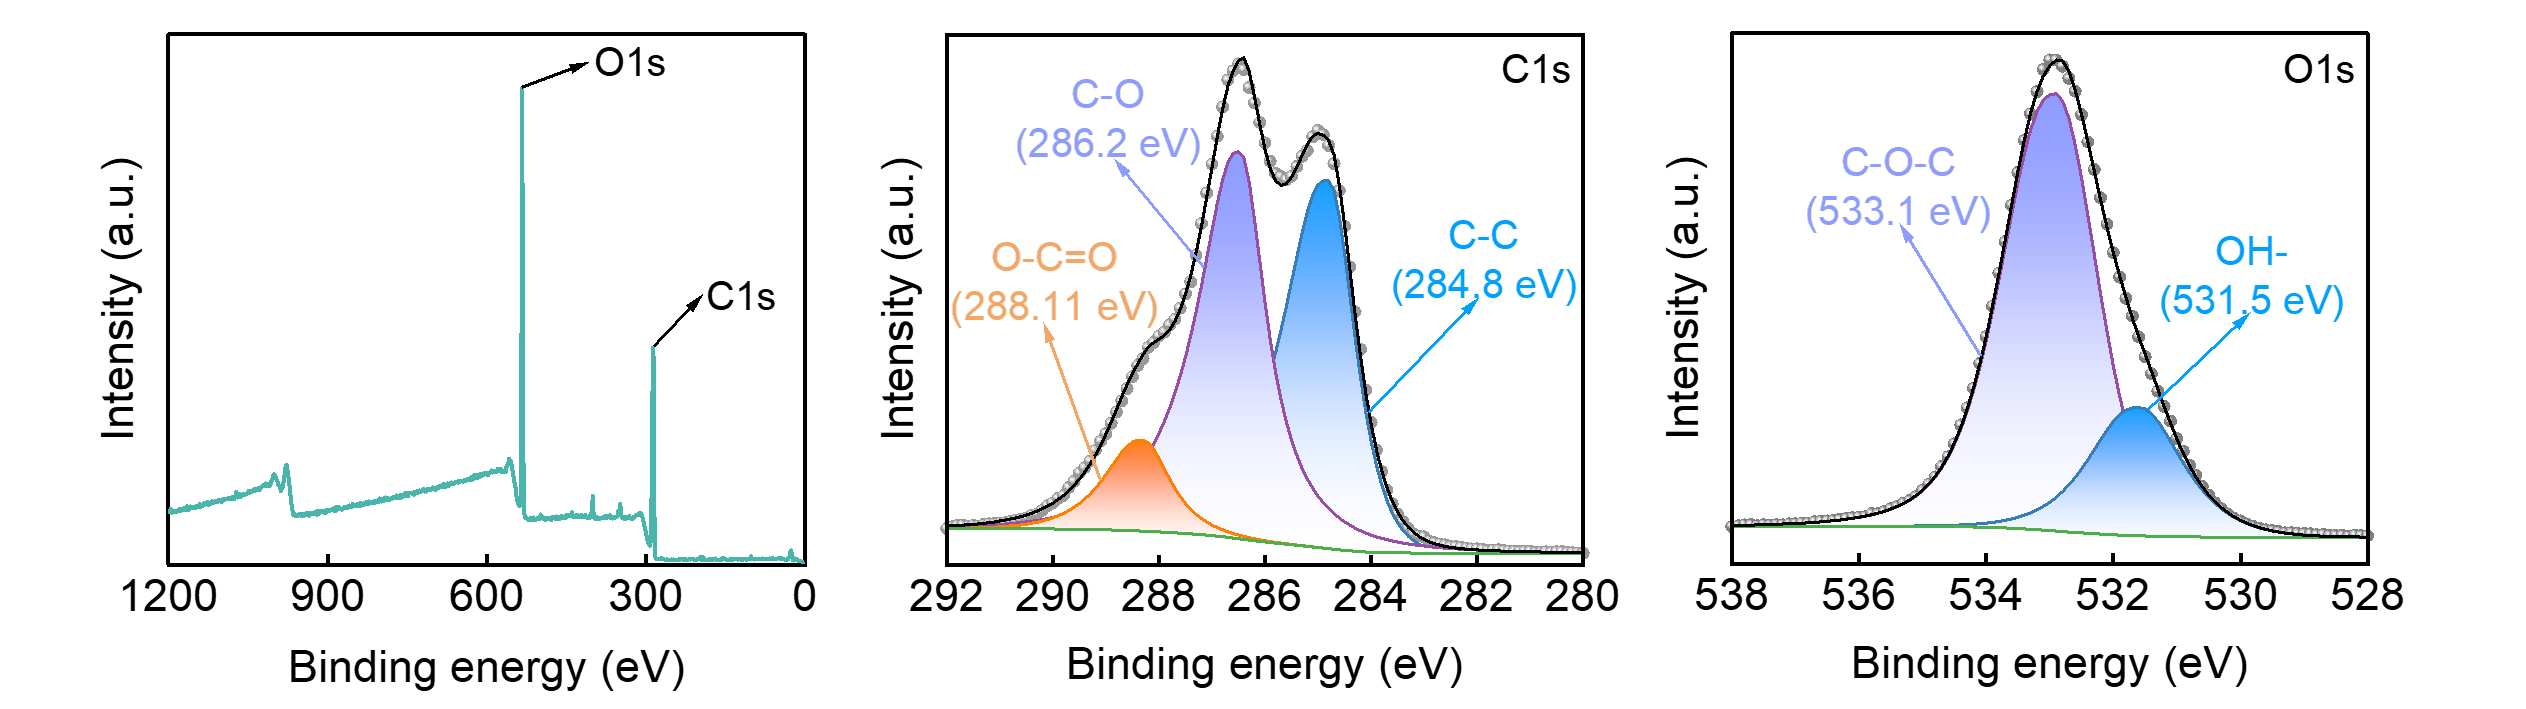 O1s
C1s
Intensity (a.u.)
1200 900 600 300 0
Binding energy (eV)
C1s
C-O
(286.2 eV)
O-C=O
(288.11 eV)
C-C
(284.8 eV)
Intensity (a.u.)
292 290 288 286 284 282 280
Binding energy (eV)
O1s
C-O-C
(533.1 eV)
OH-
(531.5 eV)
Intensity (a.u.)
538 536 534 532 530 528
Binding energy (eV)